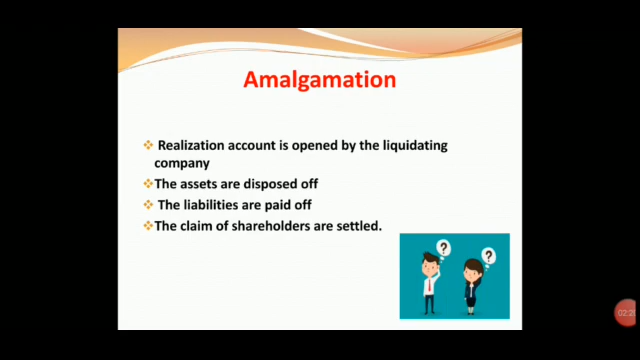 Amalgamation
Realization account is opened by the liquidating
company
The assets are disposed off
The liabilities are paid off
The claim of shareholders are settled.
? ?